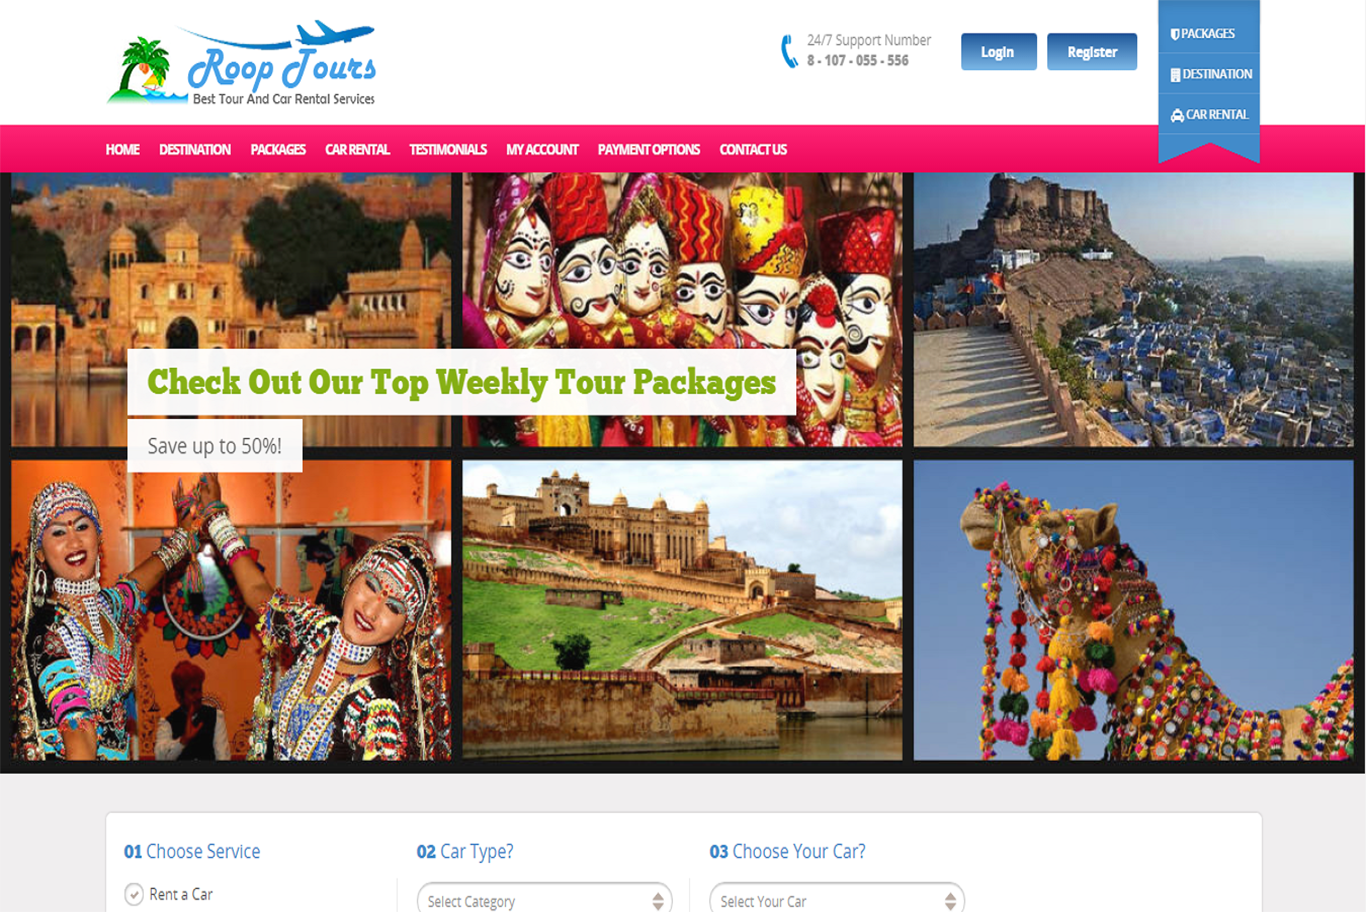 Roop Tours
Best Tour And Car Rental Services
24/7 Support Number
8 - 107 - 055 - 556
Login
Register
PACKAGES
DESTINATION
CAR RENTAL
HOME DESTINATION PACKAGES CAR RENTAL TESTIMONIALS MY ACCOUNT PAYMENT OPTIONS CONTACT US
Check Out Our Top Weekly Tour Packages
Save up to 50%!
01 Choose Service
Rent a Car
02 Car Type?
Select Category
03 Choose Your Car?
Select Your Car